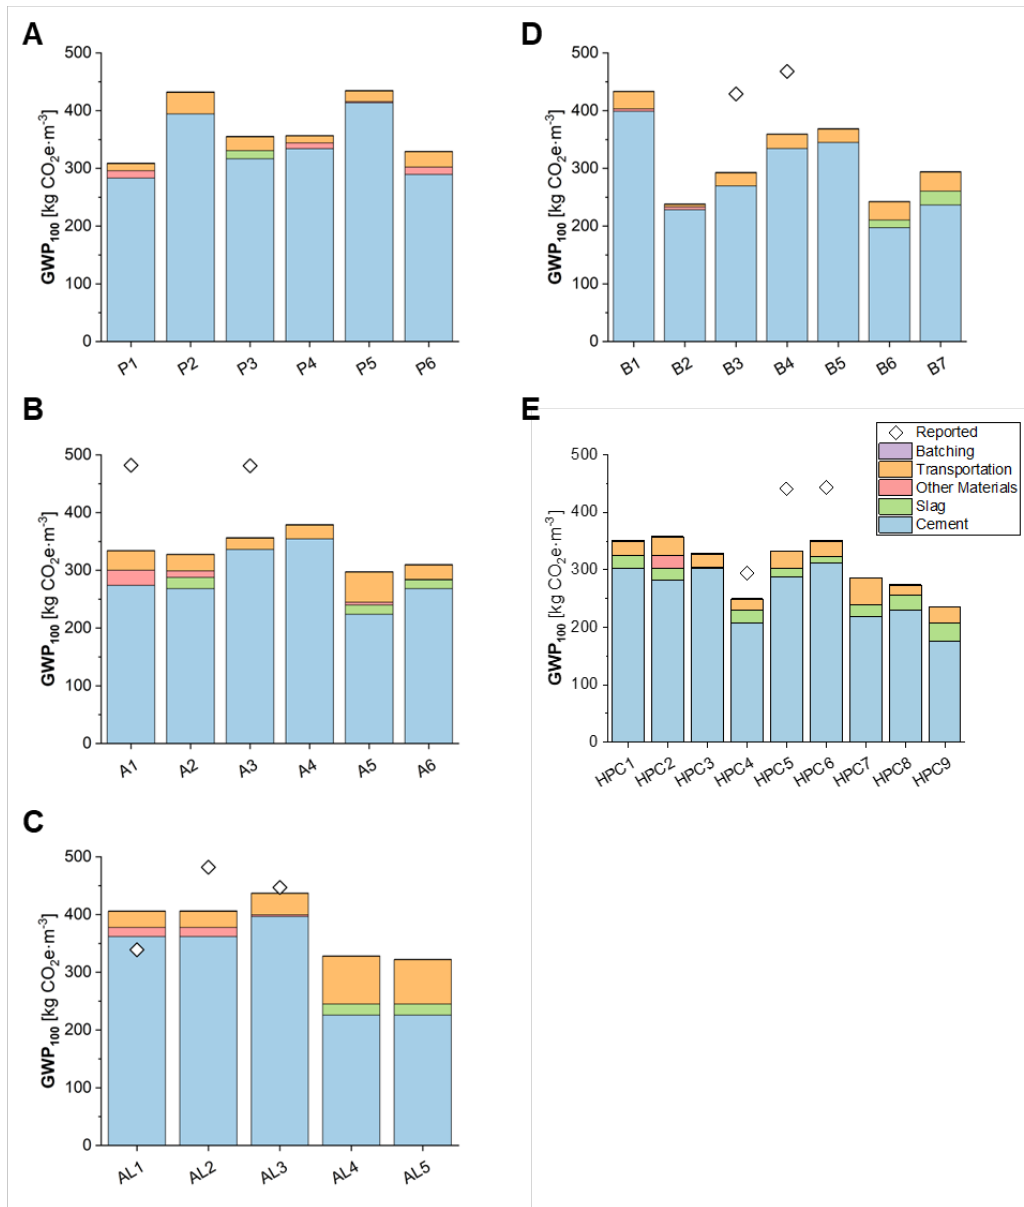 A
500
400
300
200
100
0
GWP100 [kg CO2e·m-3]
P1 P2 P3 P4 P5 P6
B
500
400
300
200
100
0
GWP100 [kg CO2e·m-3]
A1 A2 A3 A4 A5 A6
C
500
400
300
200
100
0
GWP100 [kg CO2e·m-3]
AL1 AL2 AL3 AL4 AL5
D
500
400
300
200
100
0
GWP100 [kg CO2e·m-3]
B1 B2 B3 B4 B5 B6 B7
E
Reported
Batching
Transportation
Other Materials
Slag
Cement
500
400
300
200
100
0
GWP100 [kg CO2e·m-3]
HPC1 HPC2 HPC3 HPC4 HPC5 HPC6 HPC7 HPC8 HPC9